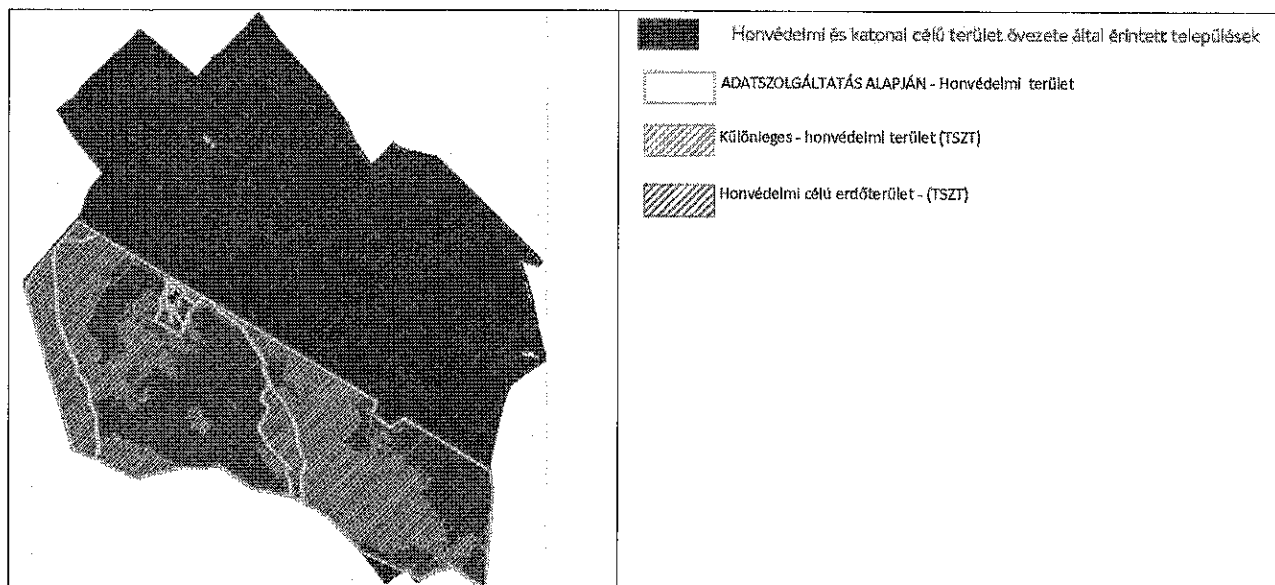 Honvédelmi és katonai célú terület övezete által érintett települések
ADATSZOLGÁLTATÁS ALAPJÁN - Honvédelmi terület
Különleges - honvédelmi terület (TSZT)
Honvédelmi célú erdőterület - (TSZT)